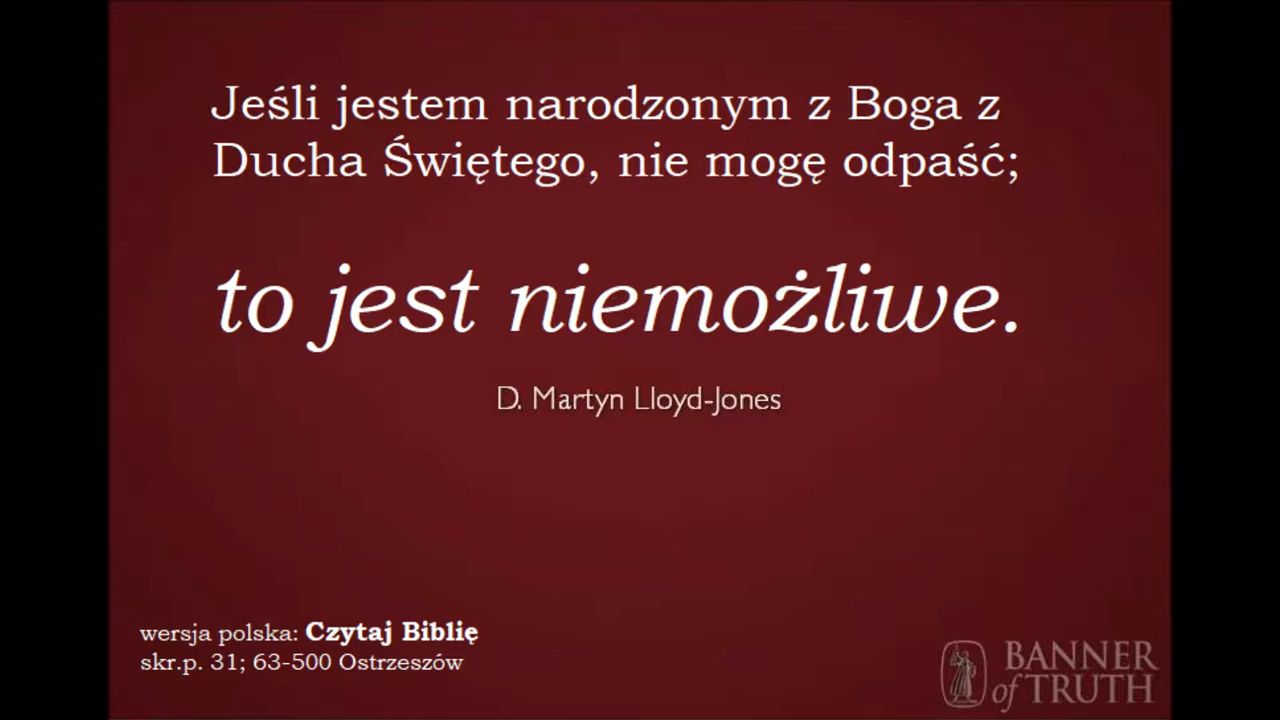 Jeśli jestem narodzonym z Boga z
Ducha Świętego, nie mogę odpaść;
to jest niemożliwe.
D. Martyn Lloyd-Jones
wersja polska: Czytaj Biblię
skr.p. 31; 63-500 Ostrzeszów
BANNER
of TRUTH